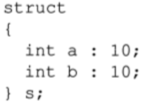 struct
{
  int a : 10;
  int b : 10;
} s;